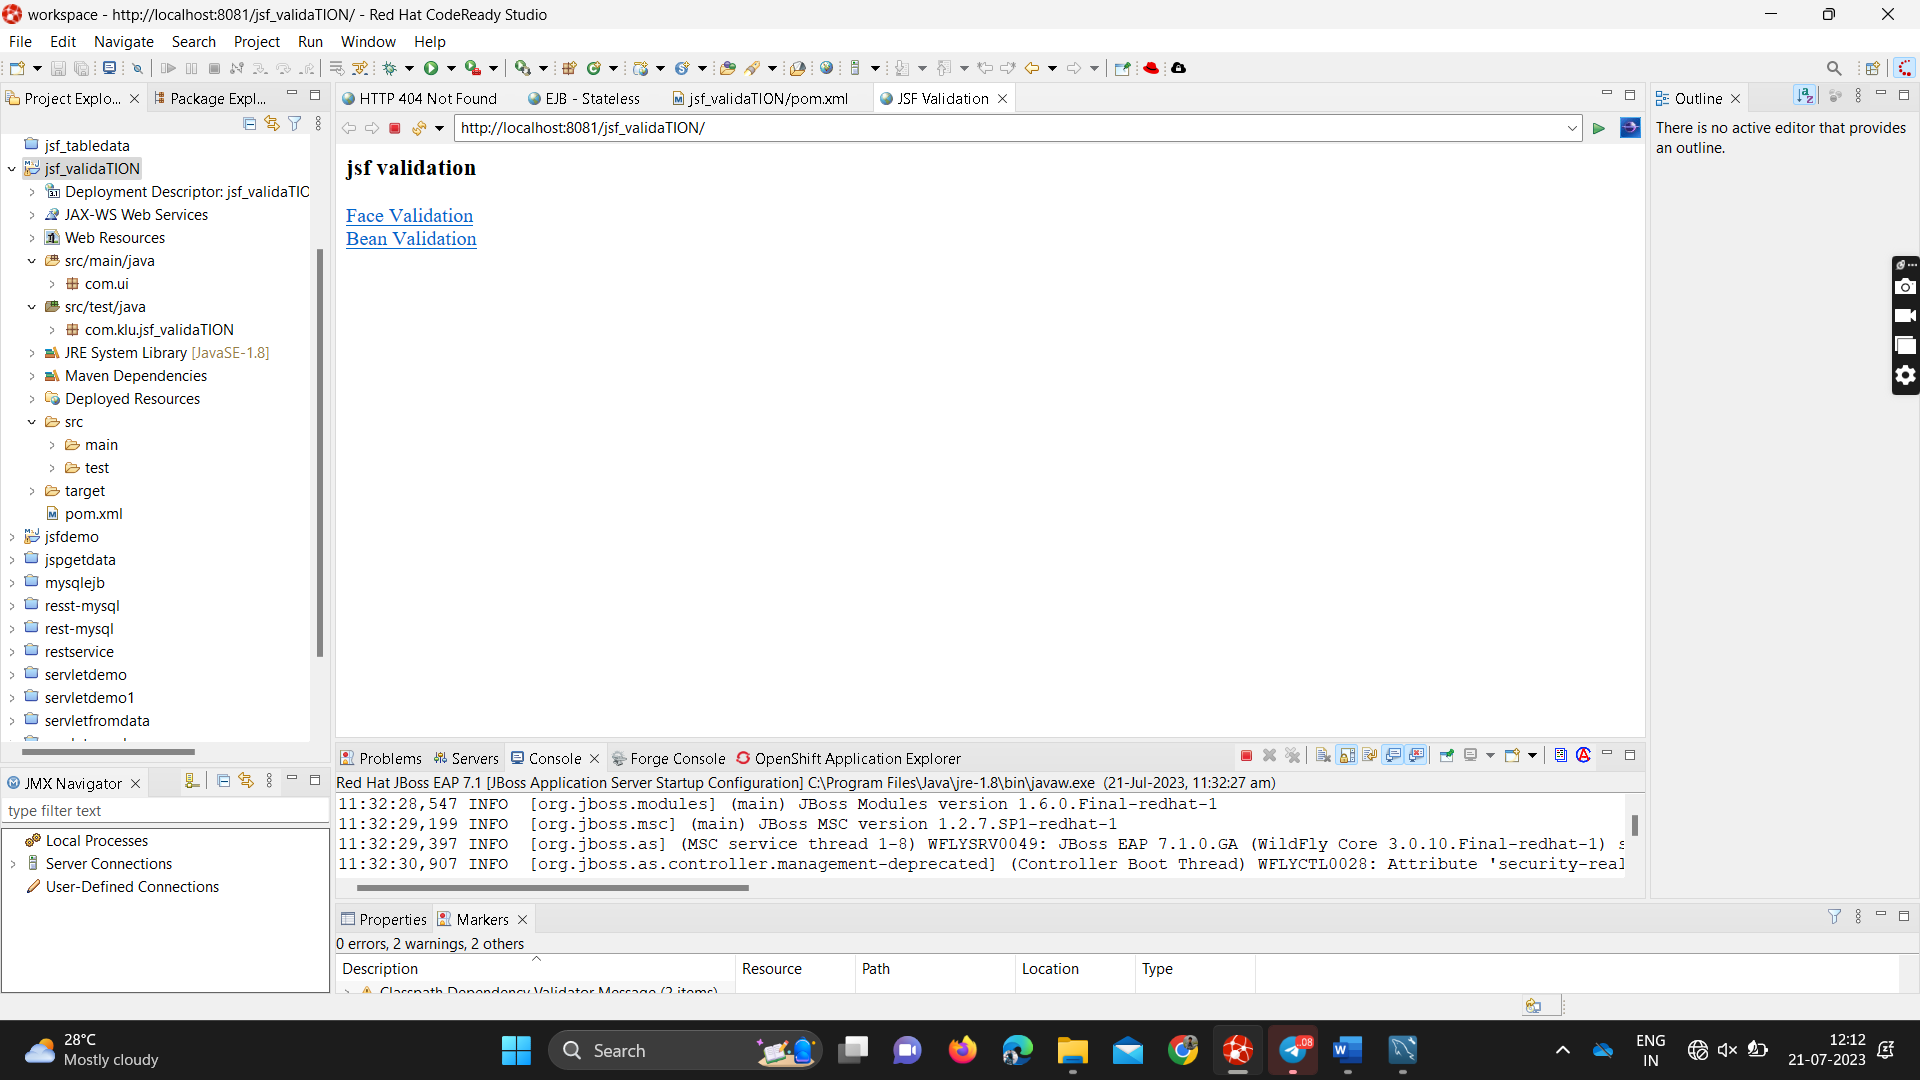 workspace - http://localhost:8081/jsf_validaTION/ - Red Hat CodeReady Studio
File Edit Navigate Search Project Run Window Help
Project Explo... Package Expl...
jsf_tabledata
jsf_validaTION
Deployment Descriptor: jsf_validaTIO
JAX-WS Web Services
Web Resources
src/main/java
com.ui
src/test/java
com.klu.jsf_validaTION
JRE System Library [JavaSE-1.8]
Maven Dependencies
Deployed Resources
src
main
test
target
pom.xml
jsfdemo
jspgetdata
mysqlejb
resst-mysql
rest-mysql
restservice
servletdemo
servletdemo1
servletfromdata
JMX Navigator
type filter text
Local Processes
Server Connections
User-Defined Connections
HTTP 404 Not Found EJB - Stateless jsf_validaTION/pom.xml JSF Validation
http://localhost:8081/jsf_validaTION/
jsf validation
Face Validation
Bean Validation
Outline
There is no active editor that provides
an outline.
Problems Servers Console Forge Console OpenShift Application Explorer
Red Hat JBoss EAP 7.1 [JBoss Application Server Startup Configuration] C:\Program Files\Java\jre-1.8\bin\javaw.exe (21-Jul-2023, 11:32:27 am)
11:32:28,547 INFO [org.jboss.modules] (main) JBoss Modules version 1.6.0.Final-redhat-1
11:32:29,199 INFO [org.jboss.msc] (main) JBoss MSC version 1.2.7.SP1-redhat-1
11:32:29,397 INFO [org.jboss.as] (MSC service thread 1-8) WFLYSRV0049: JBoss EAP 7.1.0.GA (WildFly Core 3.0.10.Final-redhat-1) s
11:32:30,907 INFO [org.jboss.as.controller.management-deprecated] (Controller Boot Thread) WFLYCTL0028: Attribute 'security-real
Properties Markers
0 errors, 2 warnings, 2 others
Description Resource Path Location Type
Classpath Dependency Validator Message (2 items)
28°C
Mostly cloudy
Search
.08
ENG
IN
12:12
21-07-2023